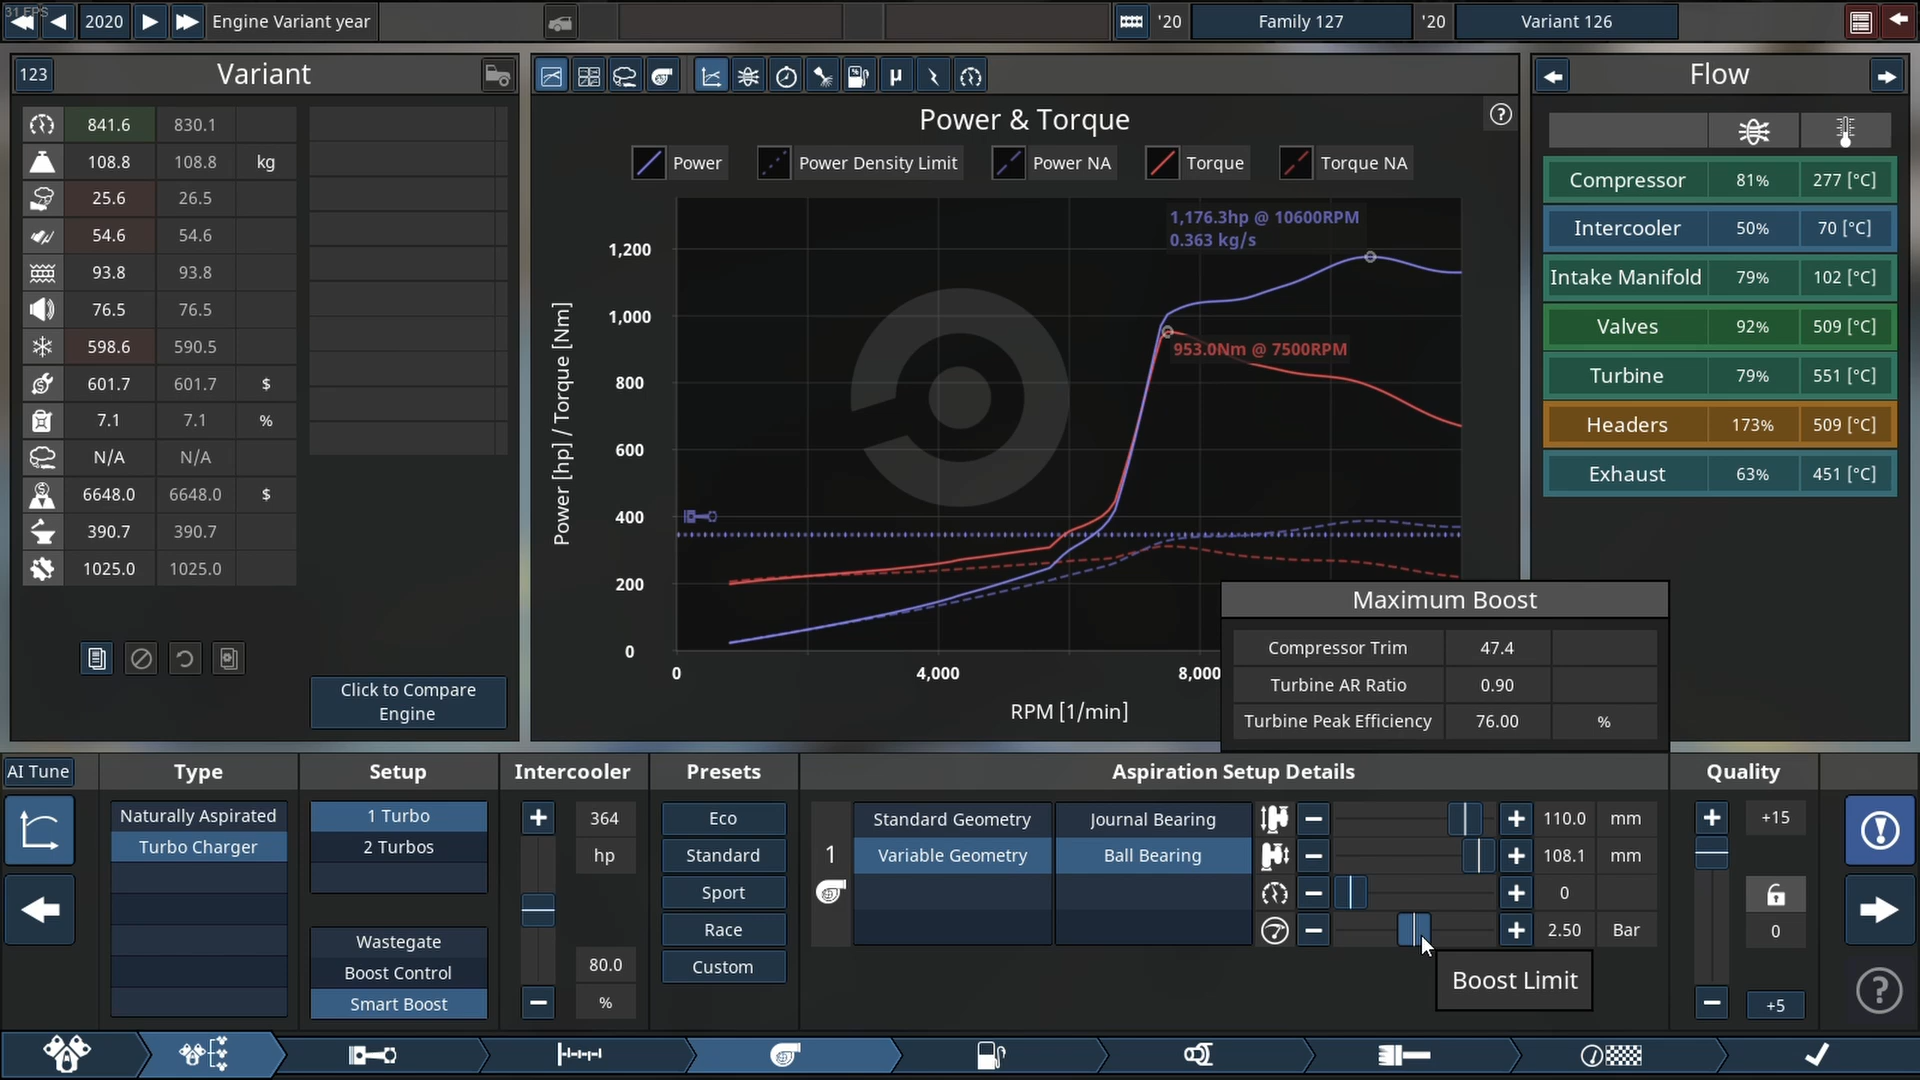 31 FPS
2020
Engine Variant year
'20
Family 127
'20
Variant 126
123
Variant
841.6 830.1
108.8 108.8 kg
25.6 26.5
54.6 54.6
93.8 93.8
76.5 76.5
598.6 590.5
601.7 601.7 $
7.1 7.1 %
N/A N/A
6648.0 6648.0 $
390.7 390.7
1025.0 1025.0
Click to Compare
Engine
μ
Power & Torque
?
Power
Power Density Limit
Power NA
Torque
Torque NA
1,176.3hp @ 10600RPM
0.363 kg/s
953.0Nm @ 7500RPM
Power [hp] / Torque [Nm]
1,200
1,000
800
600
400
200
0
0 4,000 8,000
RPM [1/min]
Flow
Compressor 81% 277 [°C]
Intercooler 50% 70 [°C]
Intake Manifold 79% 102 [°C]
Valves 92% 509 [°C]
Turbine 79% 551 [°C]
Headers 173% 509 [°C]
Exhaust 63% 451 [°C]
Maximum Boost
Compressor Trim 47.4
Turbine AR Ratio 0.90
Turbine Peak Efficiency 76.00 %
AI Tune
Type
Naturally Aspirated
Turbo Charger
Setup
1 Turbo
2 Turbos
Wastegate
Boost Control
Smart Boost
Intercooler
364
hp
80.0
%
Presets
Eco
Standard
Sport
Race
Custom
Aspiration Setup Details
1
Standard Geometry
Variable Geometry
Journal Bearing
Ball Bearing
110.0 mm
108.1 mm
0
2.50 Bar
Boost Limit
Quality
+15
0
+5
?